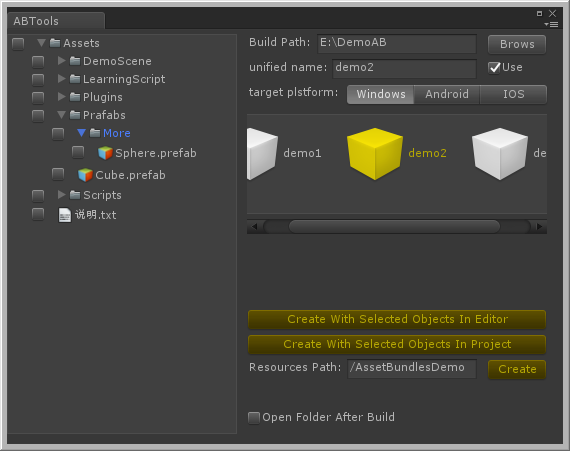 ABTools
Assets
DemoScene
LearningScript
Plugins
Prafabs
More
Sphere.prefab
Cube.prefab
Scripts
说明.txt
Build Path: E:\DemoAB Brows
unified name: demo2 Use
target plstform: Windows Android IOS
demo1 demo2 de
Create With Selected Objects In Editor
Create With Selected Objects In Project
Resources Path: /AssetBundlesDemo Create
Open Folder After Build